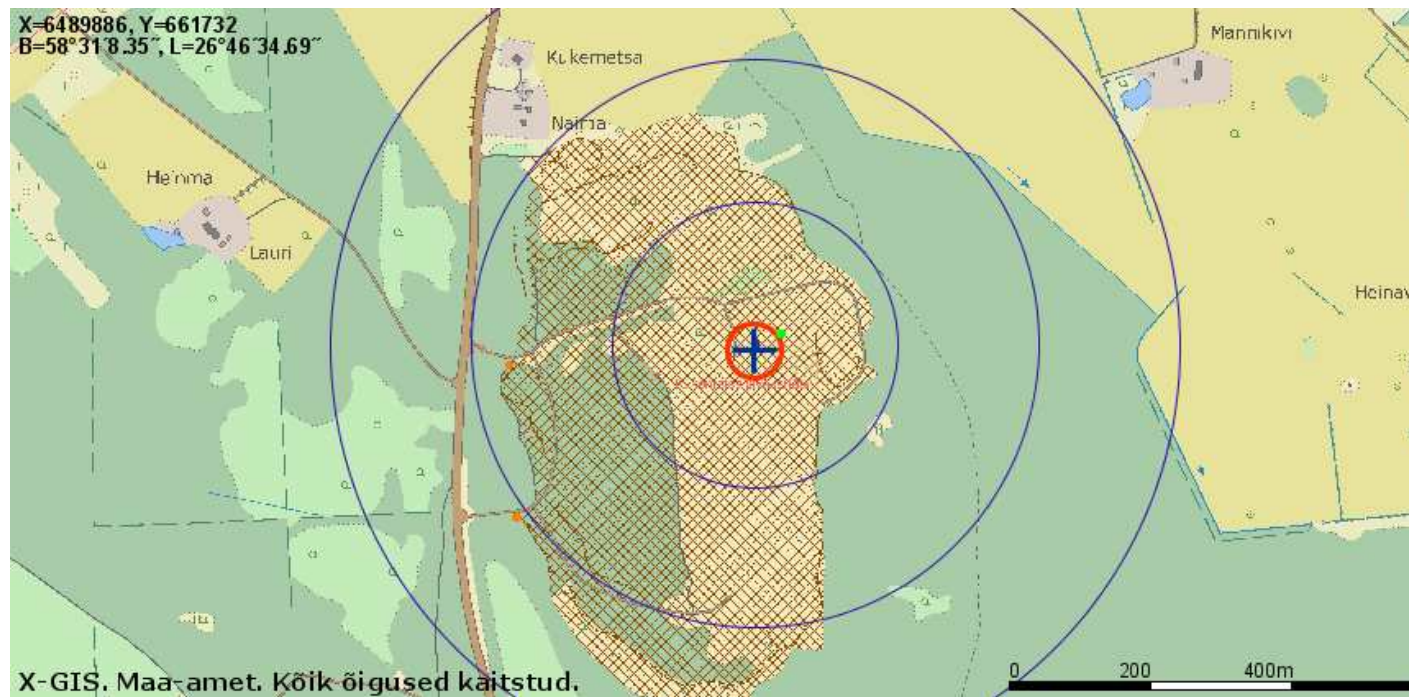 X=6489886, Y=661732
B=58°31´8.35˝, L=26°46´34.69˝
Kukemetsa
Mannikivi
Heinma
Lauri
Heinav
0 200 400m
X-GIS. Maa-amet. Kõik õigused kaitstud.